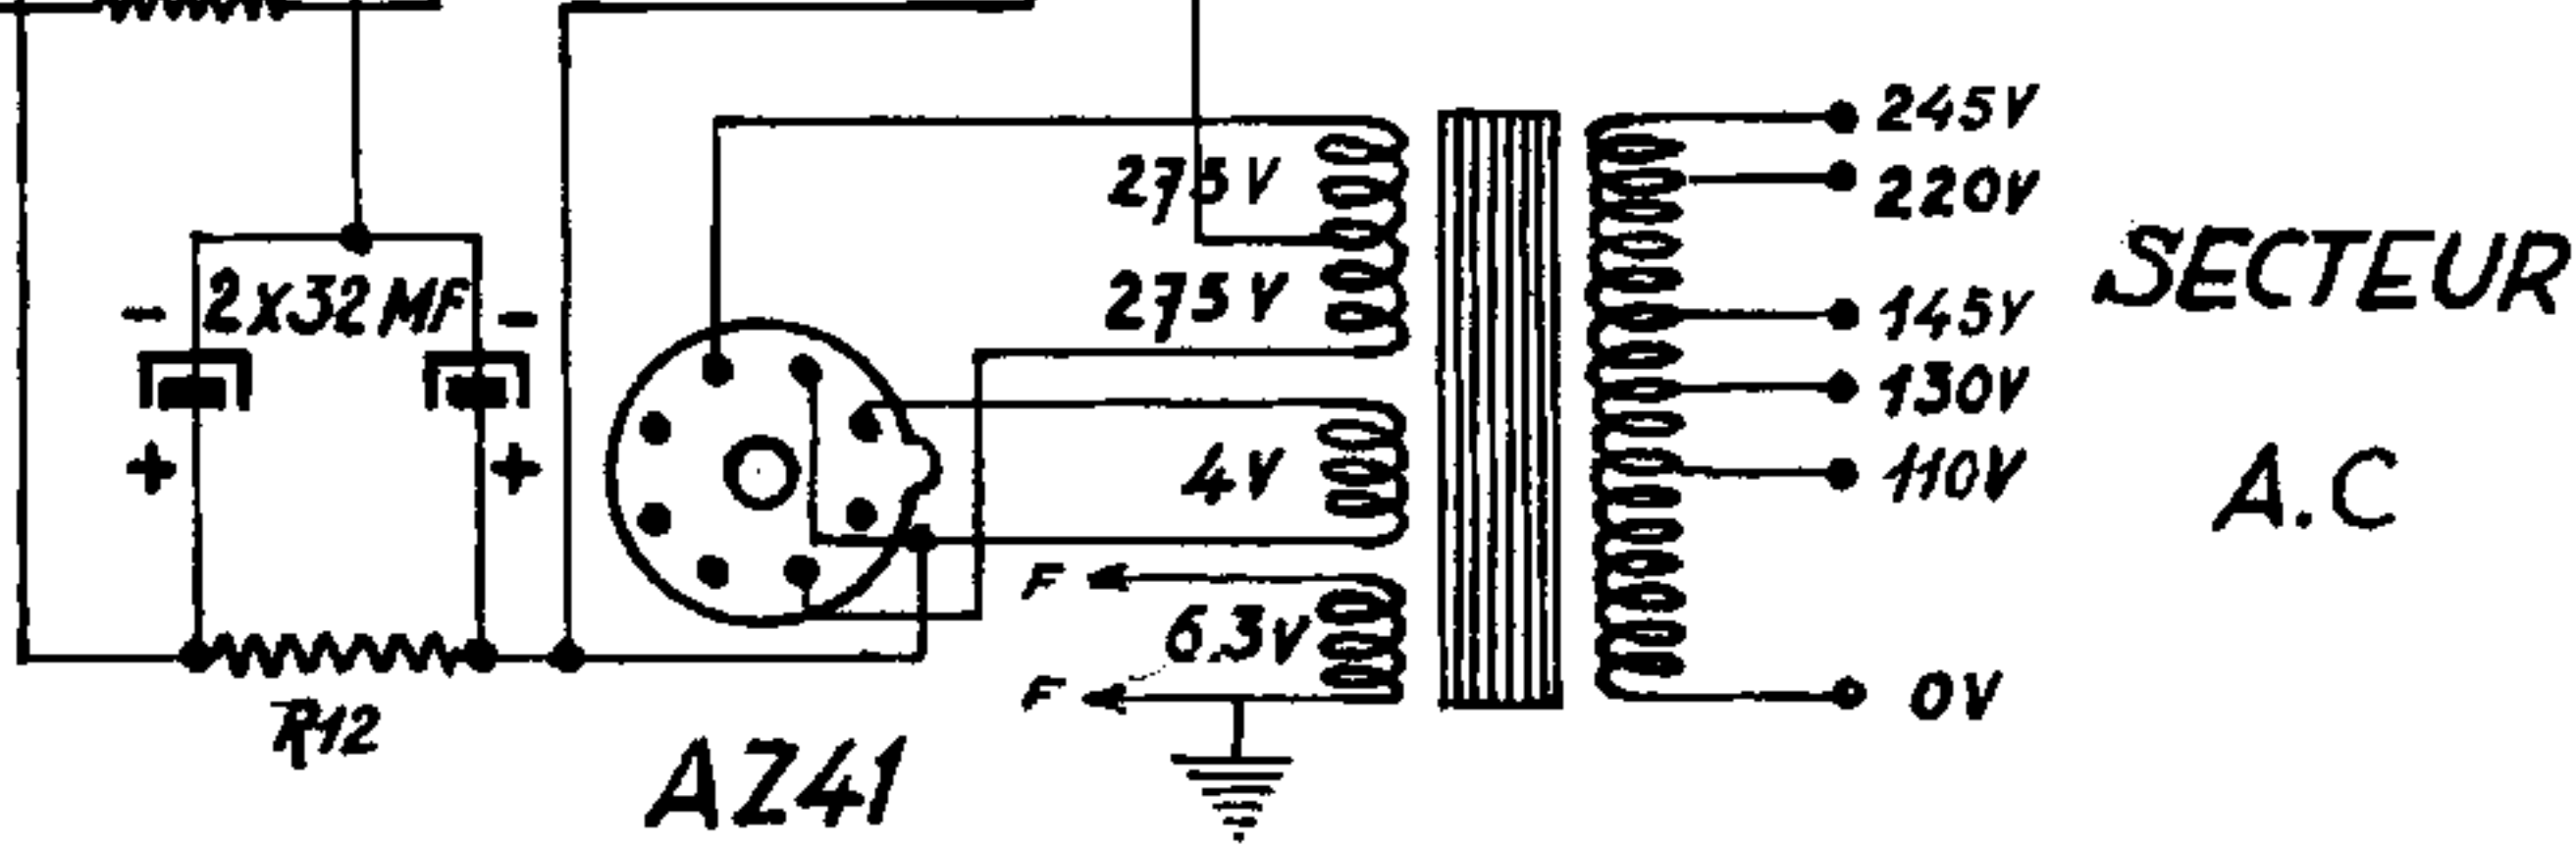 245V
275V
220V
SECTEUR
- 2x32MF -
275V
145V
130V
+ +
4V
110V
A.C
F
6.3V
F
0V
R12
AZ41